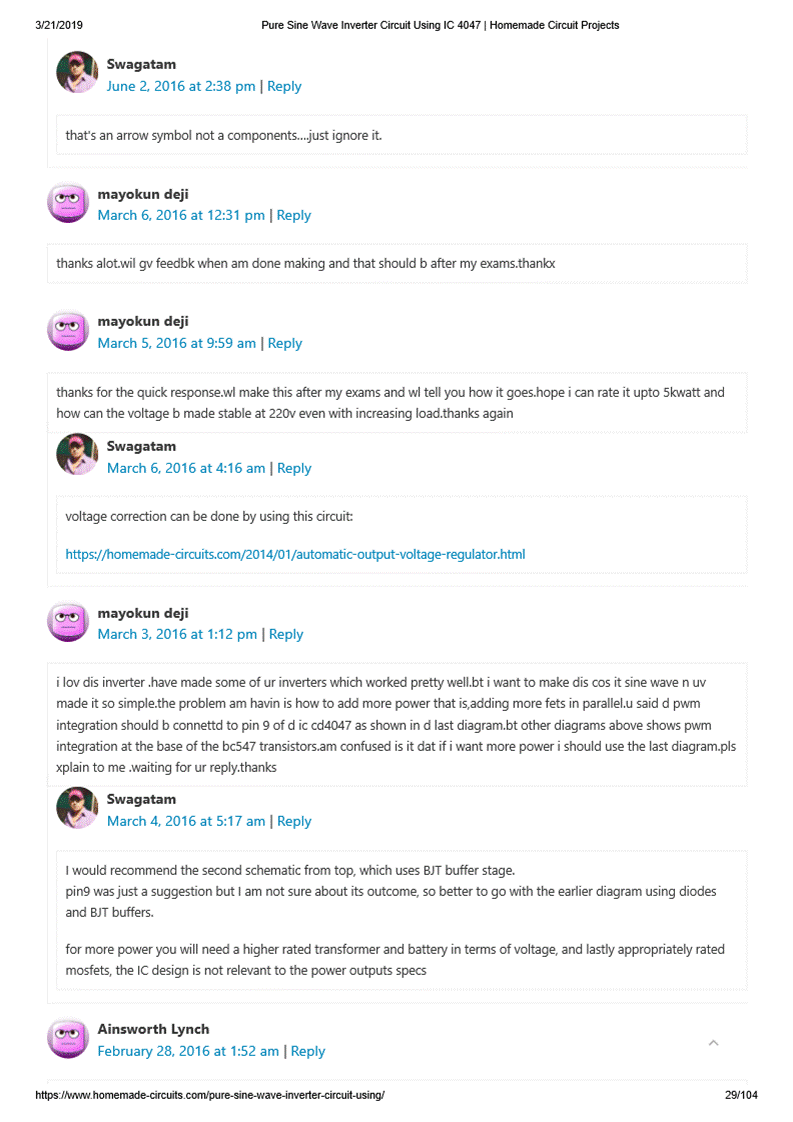 3/21/2019 Pure Sine Wave Inverter Circuit Using IC 4047 | Homemade Circuit Projects
Swagatam
June 2, 2016 at 2:38 pm | Reply
that's an arrow symbol not a components....just ignore it.
mayokun deji
March 6, 2016 at 12:31 pm | Reply
thanks alot.wil gv feedbk when am done making and that should b after my exams.thankx
mayokun deji
March 5, 2016 at 9:59 am | Reply
thanks for the quick response.wl make this after my exams and wl tell you how it goes.hope i can rate it upto 5kwatt and
how can the voltage b made stable at 220v even with increasing load.thanks again
Swagatam
March 6, 2016 at 4:16 am | Reply
voltage correction can be done by using this circuit:
https://homemade-circuits.com/2014/01/automatic-output-voltage-regulator.html
mayokun deji
March 3, 2016 at 1:12 pm | Reply
i lov dis inverter .have made some of ur inverters which worked pretty well.bt i want to make dis cos it sine wave n uv
made it so simple.the problem am havin is how to add more power that is,adding more fets in parallel.u said d pwm
integration should b connettd to pin 9 of d ic cd4047 as shown in d last diagram.bt other diagrams above shows pwm
integration at the base of the bc547 transistors.am confused is it dat if i want more power i should use the last diagram.pls
xplain to me .waiting for ur reply.thanks
Swagatam
March 4, 2016 at 5:17 am | Reply
I would recommend the second schematic from top, which uses BJT buffer stage.
pin9 was just a suggestion but I am not sure about its outcome, so better to go with the earlier diagram using diodes
and BJT buffers.
for more power you will need a higher rated transformer and battery in terms of voltage, and lastly appropriately rated
mosfets, the IC design is not relevant to the power outputs specs
Ainsworth Lynch
February 28, 2016 at 1:52 am | Reply
https://www.homemade-circuits.com/pure-sine-wave-inverter-circuit-using/ 29/104